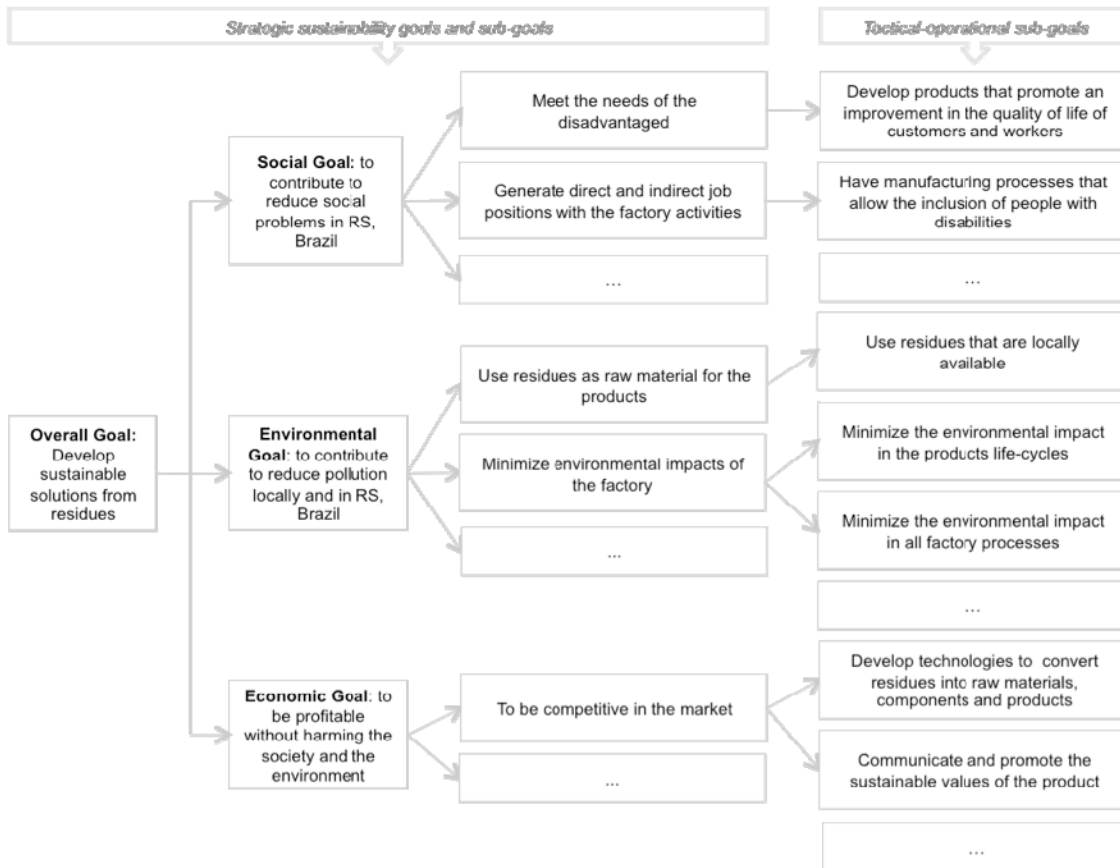 Strategic sustainability goals and sub-goals
Tactical-operational sub-goals
Overall Goal:
Develop
sustainable
solutions from
residues
Social Goal: to
contribute to
reduce social
problems in RS,
Brazil
Meet the needs of the
disadvantaged
Develop products that promote an
improvement in the quality of life of
customers and workers
Generate direct and indirect job
positions with the factory activities
Have manufacturing processes that
allow the inclusion of people with
disabilities
...
...
Environmental
Goal: to contribute
to reduce pollution
locally and in RS,
Brazil
Use residues as raw material for the
products
Use residues that are locally
available
Minimize environmental impacts of
the factory
Minimize the environmental impact
in the products life-cycles
Minimize the environmental impact
in all factory processes
...
...
Economic Goal: to
be profitable
without harming the
society and the
environment
To be competitive in the market
Develop technologies to convert
residues into raw materials,
components and products
Communicate and promote the
sustainable values of the product
...
...